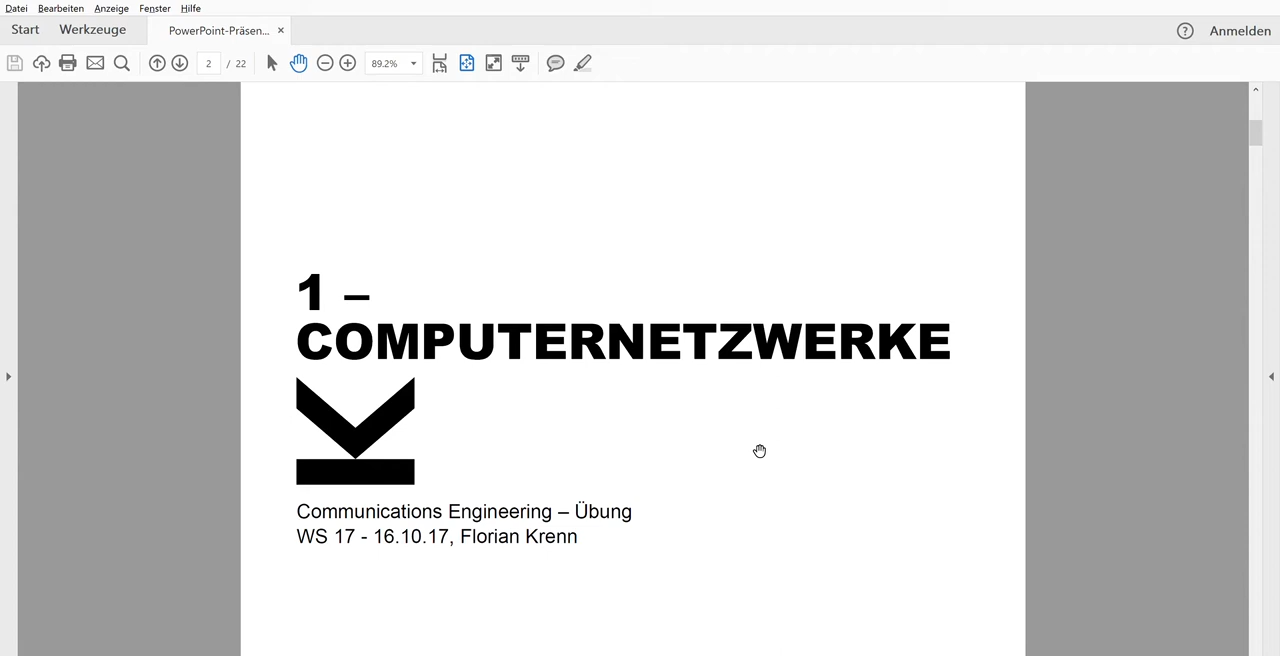 Datei Bearbeiten Anzeige Fenster Hilfe
Start Werkzeuge PowerPoint-Präsen... × ? Anmelden
2 / 22 89.2%
1 –
COMPUTERNETZWERKE
Communications Engineering – Übung
WS 17 - 16.10.17, Florian Krenn